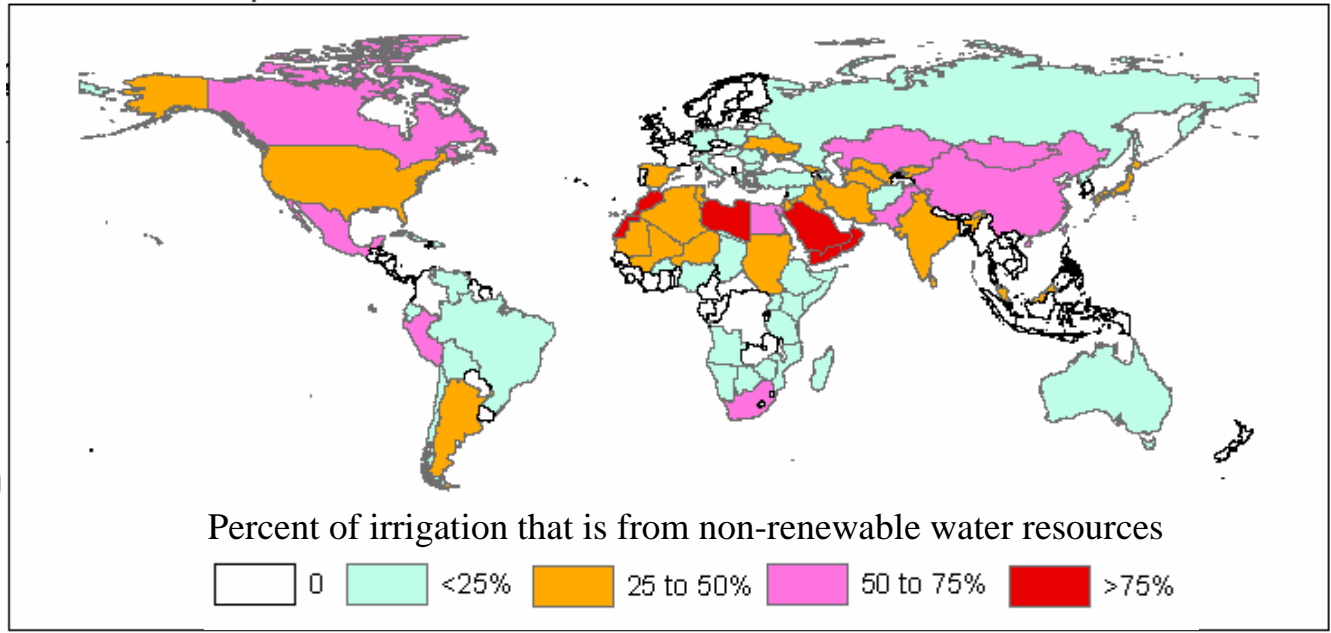 Percent of irrigation that is from non-renewable water resources
0 <25% 25 to 50% 50 to 75% >75%